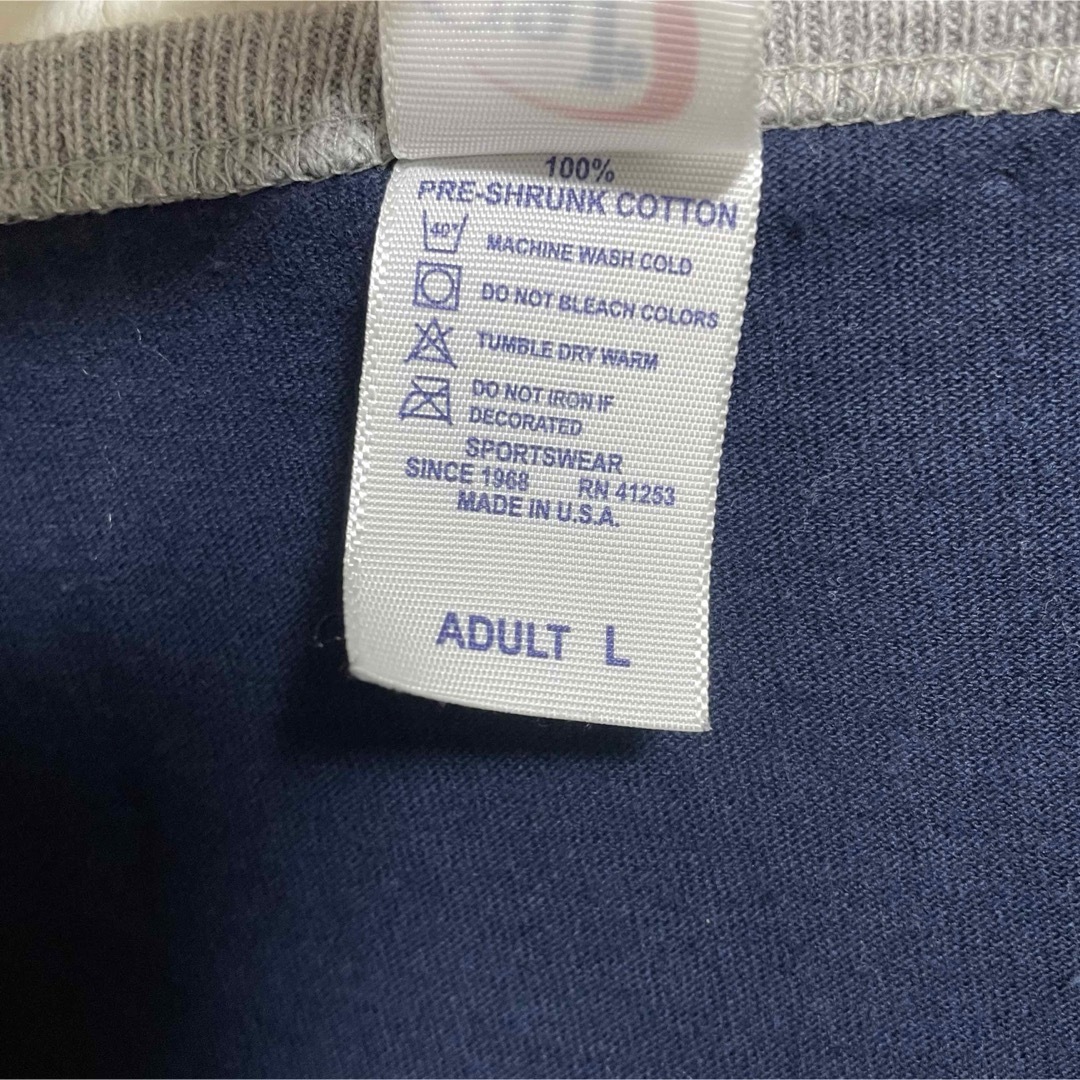 100%
PRE-SHRUNK COTTON
40° MACHINE WASH COLD
DO NOT BLEACH COLORS
TUMBLE DRY WARM
DO NOT IRON IF
DECORATED
SPORTSWEAR
SINCE 1968 RN 41253
MADE IN U.S.A.
ADULT L